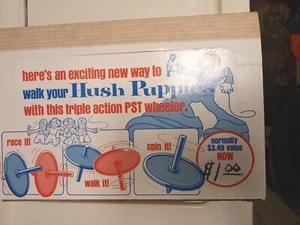 here's an exciting new way to
walk your Hush Puppies
with this triple action PST wheeler.
race it!
walk it!
spin it!
normally
$3.49 value
NOW
$1.00